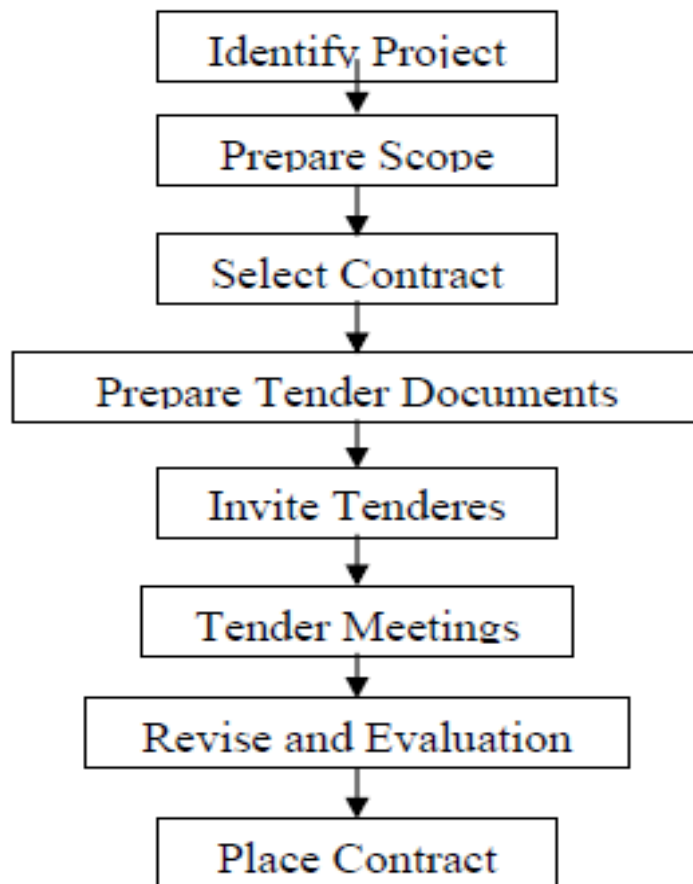 Identify Project
Prepare Scope
Select Contract
Prepare Tender Documents
Invite Tenderes
Tender Meetings
Revise and Evaluation
Place Contract